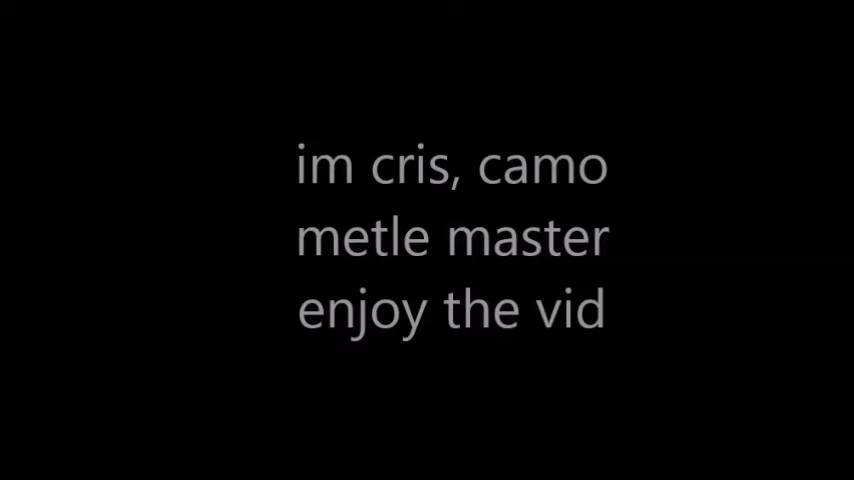 im cris, camo
metle master
enjoy the vid